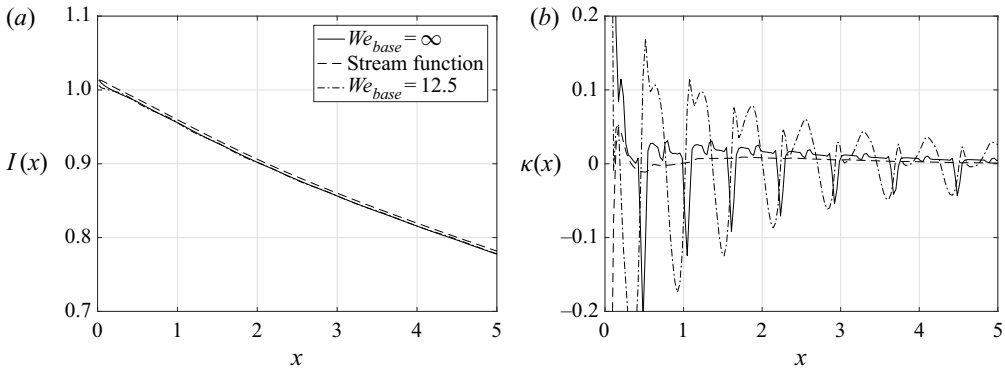 (a)
1.1
1.0
0.9
0.8
0.7
I(x)
0
1
2
3
4
5
x
We_base = ∞
Stream function
We_base = 12.5
(b)
0.2
0.1
0
−0.1
−0.2
κ(x)
0
1
2
3
4
5
x